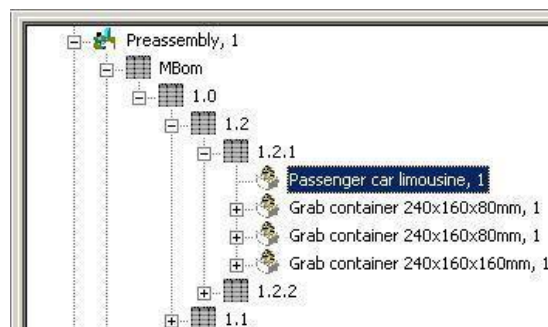 Preassembly, 1
MBom
1.0
1.2
1.2.1
Passenger car limousine, 1
Grab container 240x160x80mm, 1
Grab container 240x160x80mm, 1
Grab container 240x160x160mm, 1
1.2.2
1.1